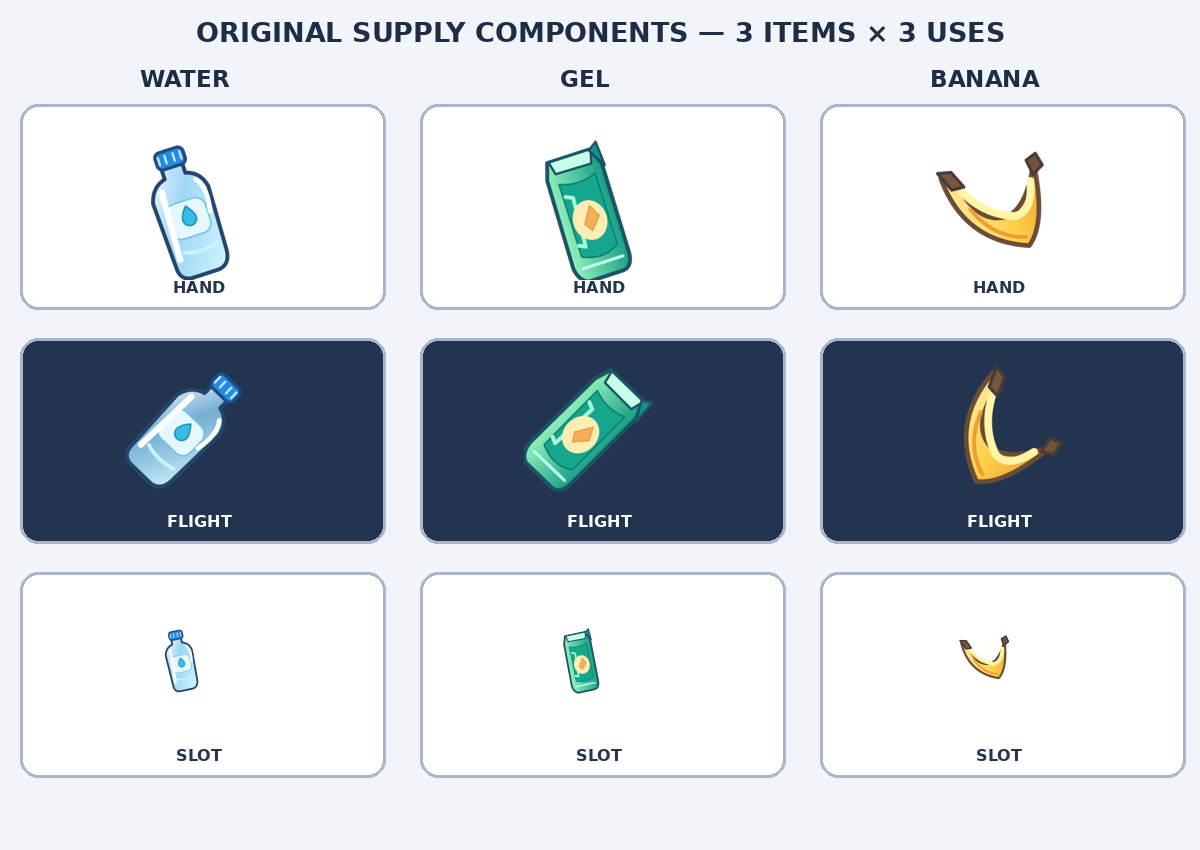 ORIGINAL SUPPLY COMPONENTS — 3 ITEMS × 3 USES
WATER GEL BANANA
HAND HAND HAND
FLIGHT FLIGHT FLIGHT
SLOT SLOT SLOT